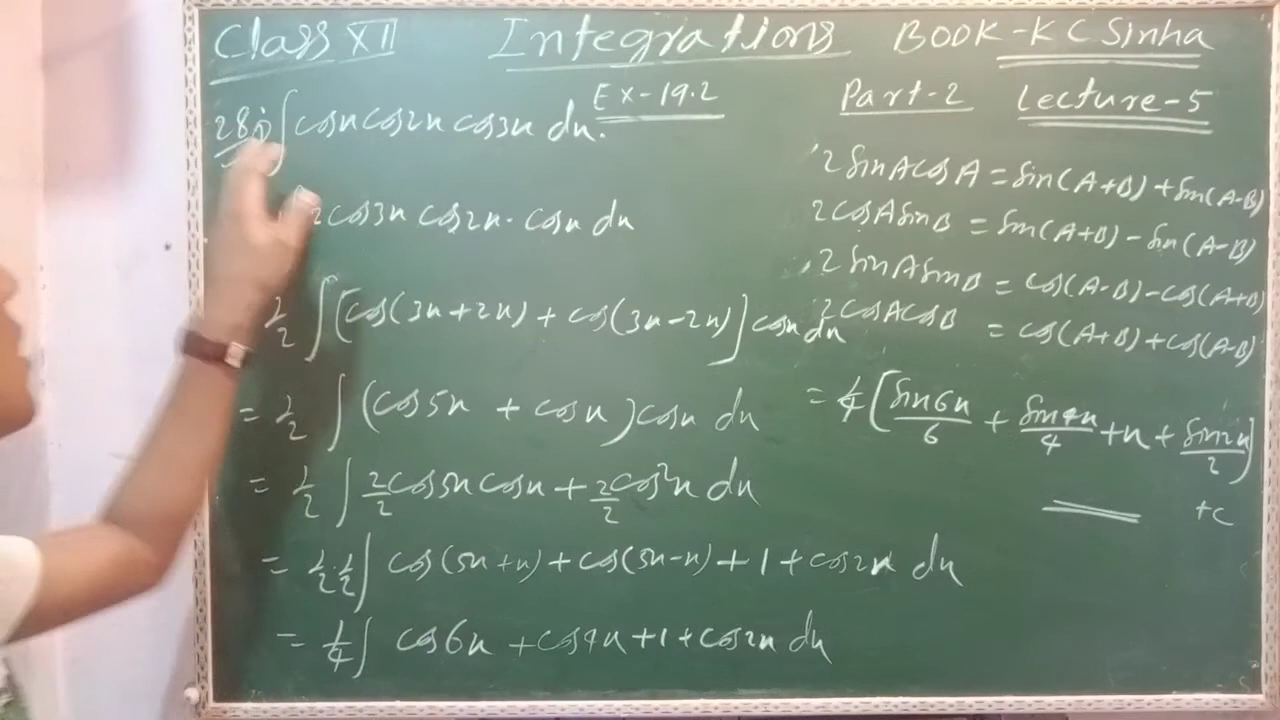 Class XII Integrations BOOK-KC Sinha
Ex-19.2 Part-2 Lecture-5
28 i) ∫ cosx cos2x cos3x dx.
2cos3x cos2x · cosx dx
1/2 ∫ [cos(3x+2x) + cos(3x-2x)] cosx dx
= 1/2 ∫ (cos5x + cosx) cosx dx
= 1/2 ∫ 2/2 cos5x cosx + 2/2 cos²x dx
= 1/2 · 1/2 ∫ cos(5x+x) + cos(5x-x) + 1 + cos2x dx
= 1/4 ∫ cos6x + cos4x + 1 + cos2x dx
2 SinA cosA = Sin(A+B) + Sin(A-B)
2 cosA sinB = Sin(A+B) - Sin(A-B)
2 SinA SinB = cos(A-B) - cos(A+B)
2 cosA cosB = cos(A+B) + cos(A-B)
= 1/4 [Sin6x/6 + Sin4x/4 + x + Sin2x/2]
+c